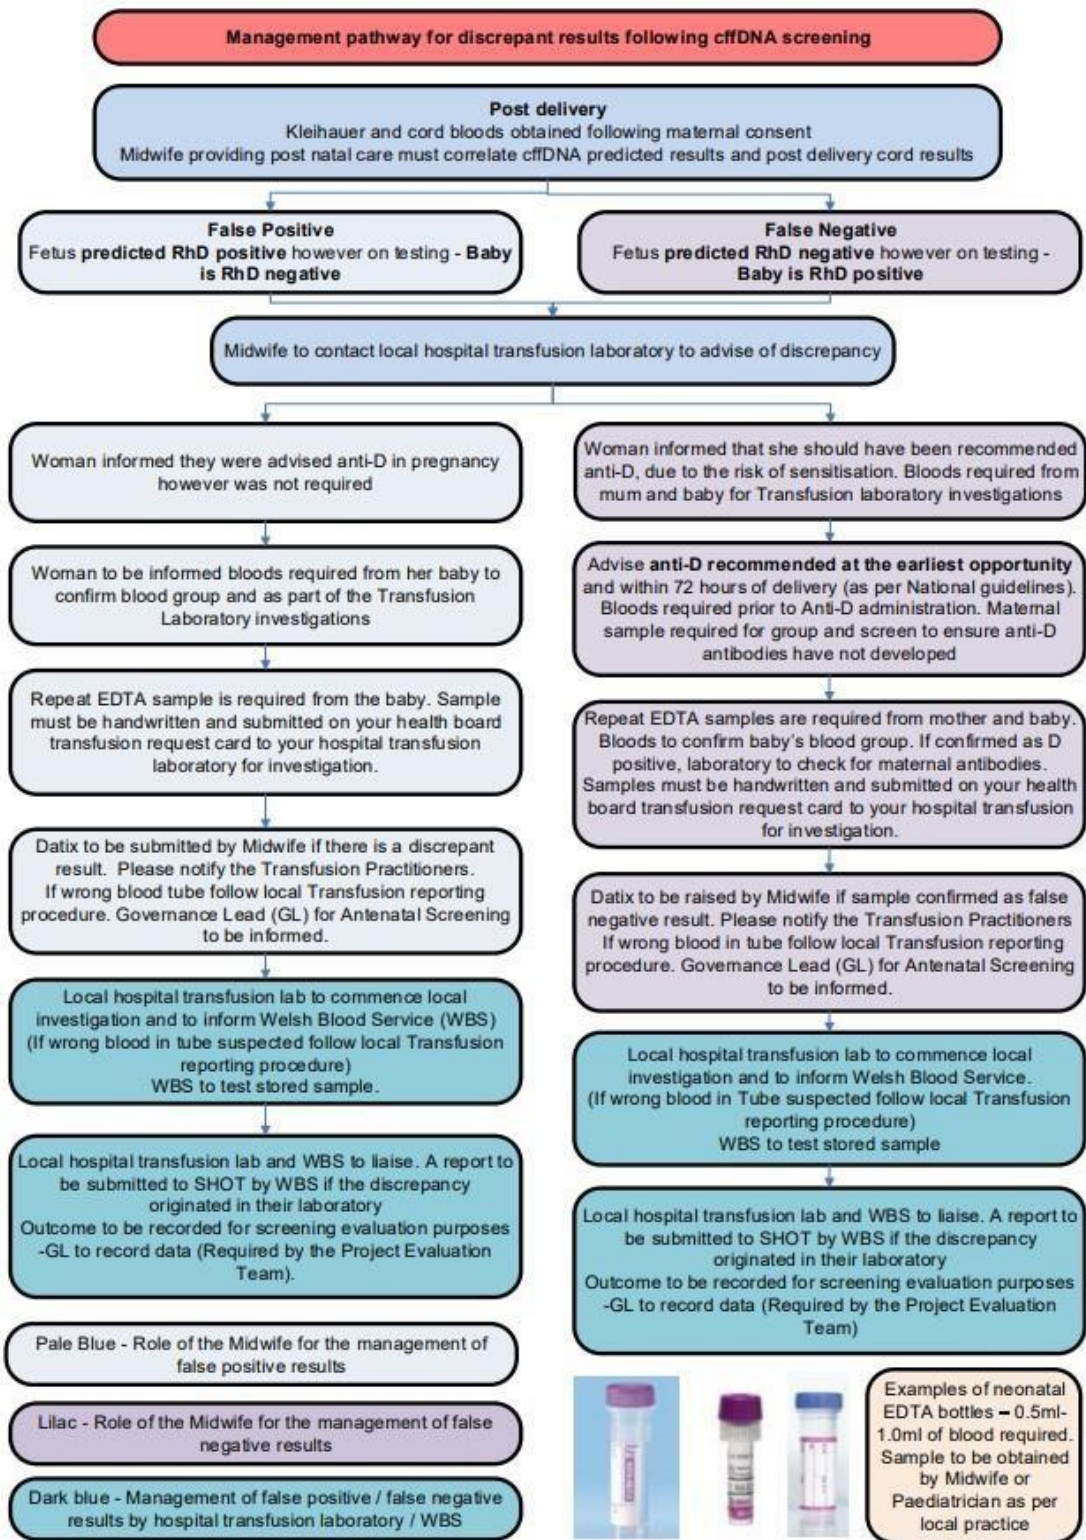 Management pathway for discrepant results following cffDNA screening
Post delivery
Kleihauer and cord bloods obtained following maternal consent
Midwife providing post natal care must correlate cffDNA predicted results and post delivery cord results
False Positive
Fetus predicted RhD positive however on testing - Baby
is RhD negative
False Negative
Fetus predicted RhD negative however on testing -
Baby is RhD positive
Midwife to contact local hospital transfusion laboratory to advise of discrepancy
Woman informed they were advised anti-D in pregnancy
however was not required
Woman to be informed bloods required from her baby to
confirm blood group and as part of the Transfusion
Laboratory investigations
Repeat EDTA sample is required from the baby. Sample
must be handwritten and submitted on your health board
transfusion request card to your hospital transfusion
laboratory for investigation.
Datix to be submitted by Midwife if there is a discrepant
result. Please notify the Transfusion Practitioners.
If wrong blood tube follow local Transfusion reporting
procedure. Governance Lead (GL) for Antenatal Screening
to be informed.
Local hospital transfusion lab to commence local
investigation and to inform Welsh Blood Service (WBS)
(If wrong blood in tube suspected follow local Transfusion
reporting procedure)
WBS to test stored sample.
Local hospital transfusion lab and WBS to liaise. A report to
be submitted to SHOT by WBS if the discrepancy
originated in their laboratory
Outcome to be recorded for screening evaluation purposes
-GL to record data (Required by the Project Evaluation
Team).
Woman informed that she should have been recommended
anti-D, due to the risk of sensitisation. Bloods required from
mum and baby for Transfusion laboratory investigations
Advise anti-D recommended at the earliest opportunity
and within 72 hours of delivery (as per National guidelines).
Bloods required prior to Anti-D administration. Maternal
sample required for group and screen to ensure anti-D
antibodies have not developed
Repeat EDTA samples are required from mother and baby.
Bloods to confirm baby's blood group. If confirmed as D
positive, laboratory to check for maternal antibodies.
Samples must be handwritten and submitted on your health
board transfusion request card to your hospital transfusion
for investigation.
Datix to be raised by Midwife if sample confirmed as false
negative result. Please notify the Transfusion Practitioners
If wrong blood in tube follow local Transfusion reporting
procedure. Governance Lead (GL) for Antenatal Screening
to be informed.
Local hospital transfusion lab to commence local
investigation and to inform Welsh Blood Service.
(If wrong blood in Tube suspected follow local Transfusion
reporting procedure)
WBS to test stored sample
Local hospital transfusion lab and WBS to liaise. A report to
be submitted to SHOT by WBS if the discrepancy
originated in their laboratory
Outcome to be recorded for screening evaluation purposes
-GL to record data (Required by the Project Evaluation
Team)
Pale Blue - Role of the Midwife for the management of
false positive results
Lilac - Role of the Midwife for the management of false
negative results
Dark blue - Management of false positive / false negative
results by hospital transfusion laboratory / WBS
Examples of neonatal
EDTA bottles – 0.5ml-
1.0ml of blood required.
Sample to be obtained
by Midwife or
Paediatrician as per
local practice